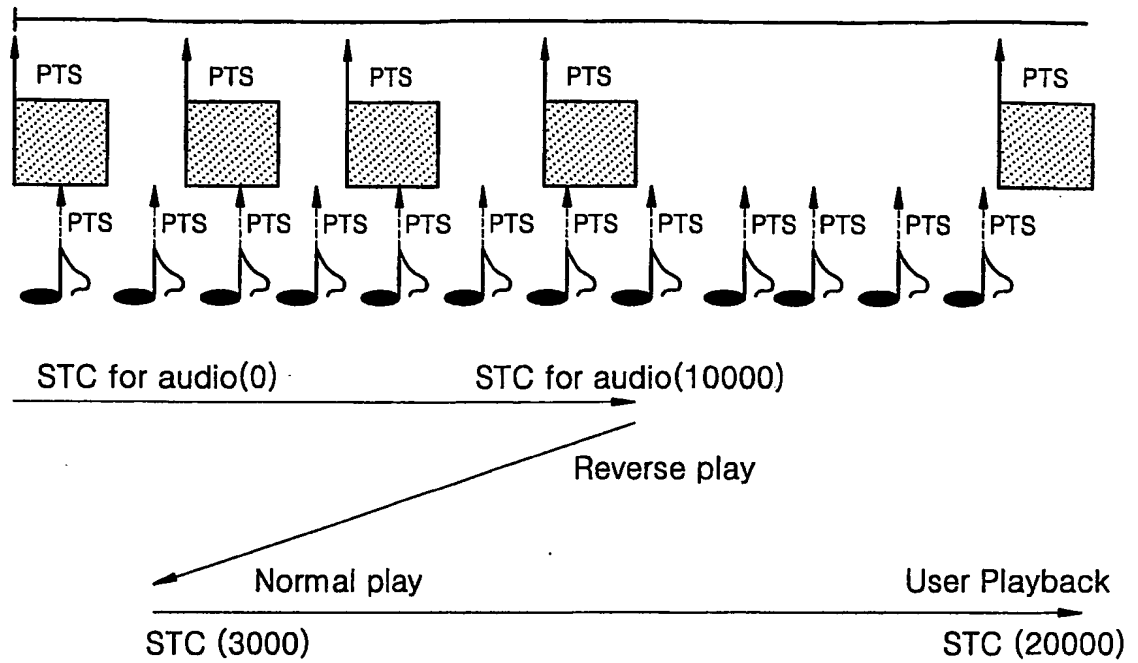 PTS PTS PTS PTS PTS
PTS PTS PTS PTS PTS PTS PTS PTS PTS PTS PTS
STC for audio(0) STC for audio(10000)
Reverse play
Normal play User Playback
STC (3000) STC (20000)